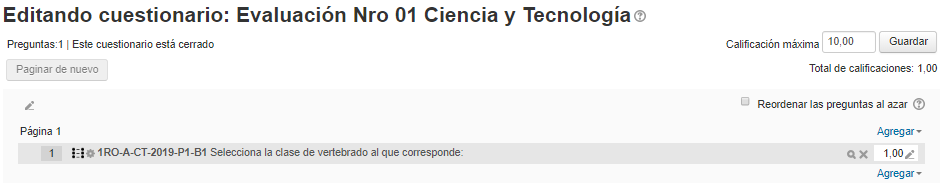 Editando cuestionario: Evaluación Nro 01 Ciencia y Tecnología
Preguntas:1 | Este cuestionario está cerrado
Calificación máxima 10,00 Guardar
Paginar de nuevo
Total de calificaciones: 1,00
Reordenar las preguntas al azar
Página 1
Agregar
1 1RO-A-CT-2019-P1-B1 Selecciona la clase de vertebrado al que corresponde: 1,00
Agregar